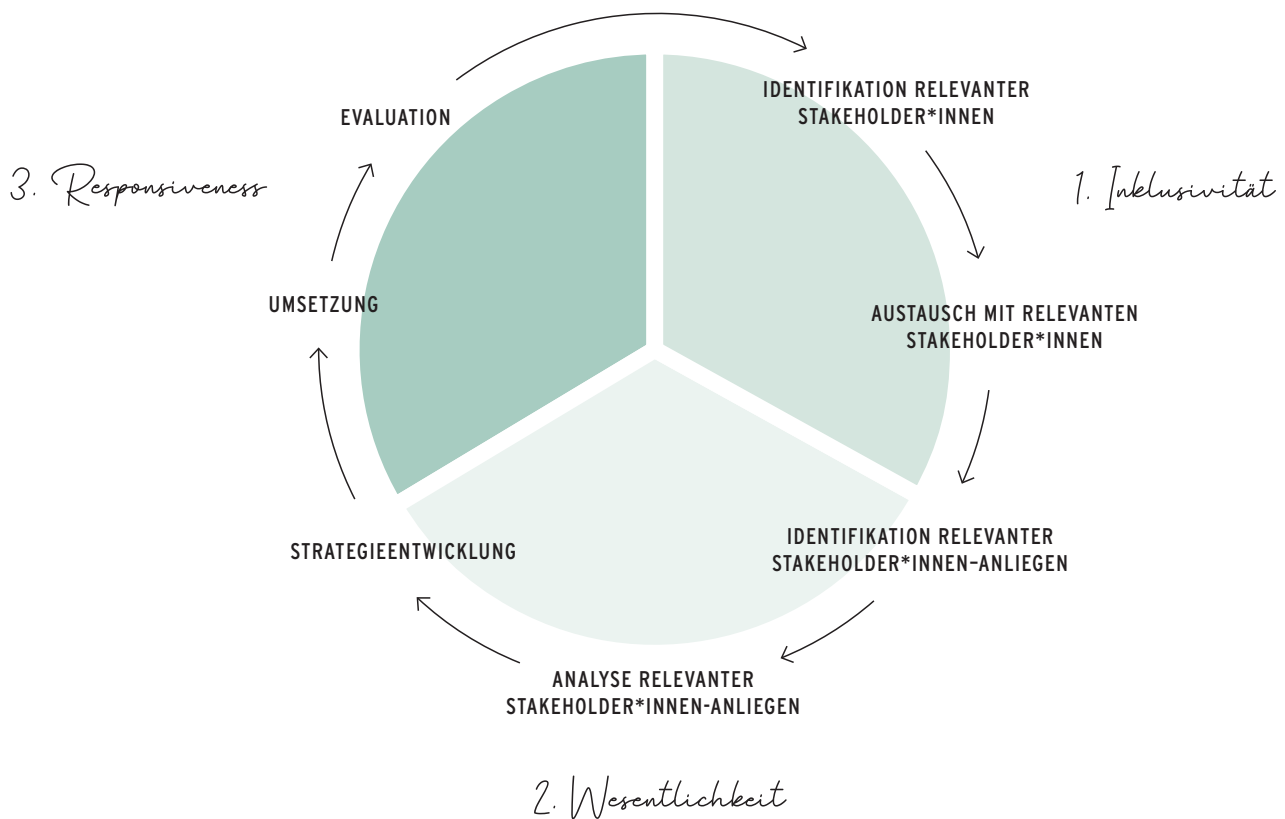 EVALUATION
IDENTIFIKATION RELEVANTER
STAKEHOLDER*INNEN
3. Responsiveness
1. Inklusivität
UMSETZUNG
AUSTAUSCH MIT RELEVANTEN
STAKEHOLDER*INNEN
STRATEGIEENTWICKLUNG
IDENTIFIKATION RELEVANTER
STAKEHOLDER*INNEN-ANLIEGEN
ANALYSE RELEVANTER
STAKEHOLDER*INNEN-ANLIEGEN
2. Wesentlichkeit